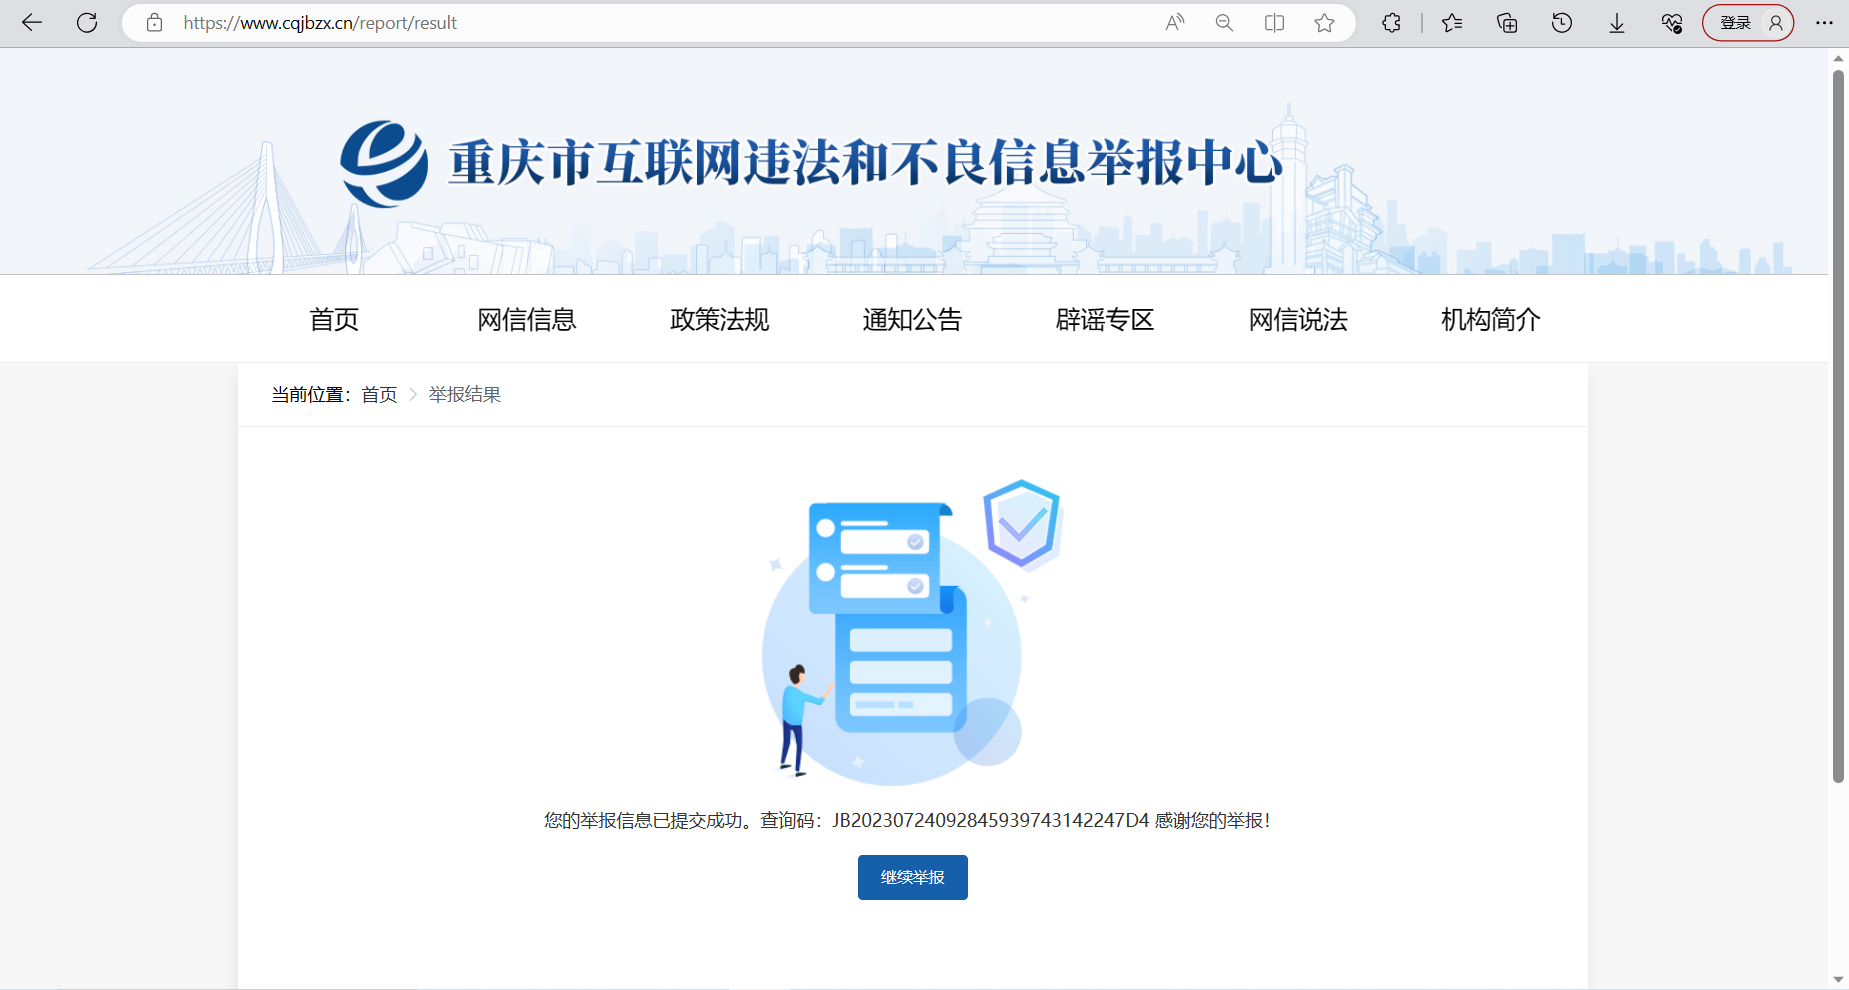 https://www.cqjbzx.cn/report/result
登录
重庆市互联网违法和不良信息举报中心
首页 网信信息 政策法规 通知公告 辟谣专区 网信说法 机构简介
当前位置：首页 > 举报结果
您的举报信息已提交成功。查询码：JB20230724092845939743142247D4 感谢您的举报！
继续举报